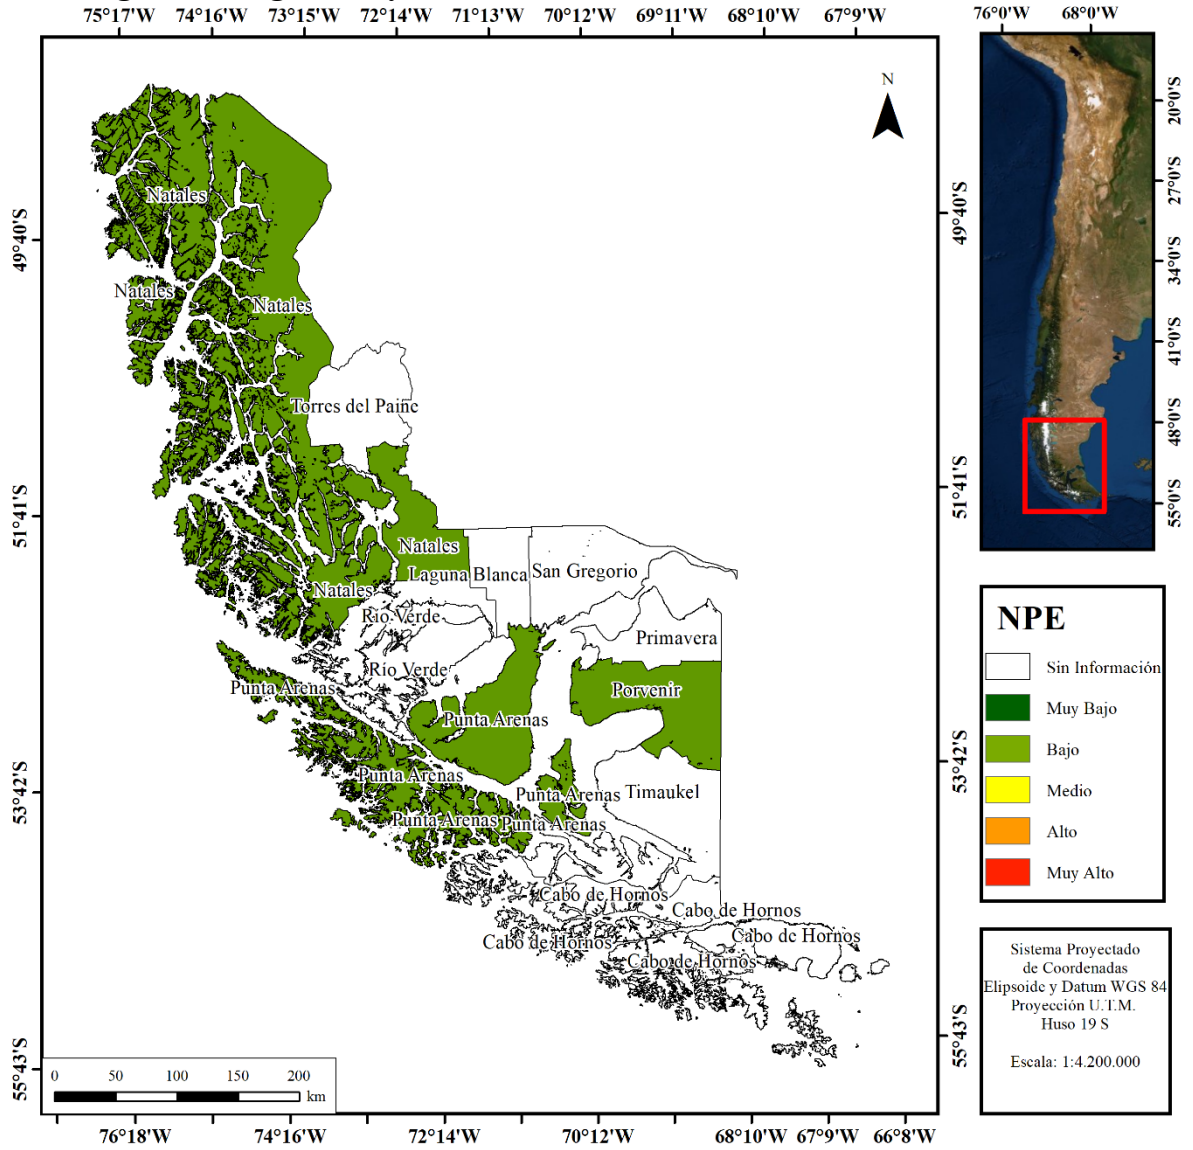 75°17'W 74°16'W 73°15'W 72°14'W 71°13'W 70°12'W 69°11'W 68°10'W 67°9'W
76°0'W 68°0'W
N
49°40'S
51°41'S
53°42'S
55°43'S
Natales
Natales
Natales
Torres del Paine
Natales
Laguna Blanca
San Gregorio
Natales
Río Verde
Primavera
Río Verde
Punta Arenas
Porvenir
Punta Arenas
Punta Arenas
Punta Arenas
Timaukel
Punta Arenas
Punta Arenas
Cabo de Hornos
Cabo de Hornos
Cabo de Hornos
Cabo de Hornos
Cabo de Hornos
49°40'S
51°41'S
53°42'S
55°43'S
0 50 100 150 200
km
76°18'W 74°16'W 72°14'W 70°12'W 68°10'W 67°9'W 66°8'W
20°0'S
27°0'S
34°0'S
41°0'S
48°0'S
55°0'S
NPE
Sin Información
Muy Bajo
Bajo
Medio
Alto
Muy Alto
Sistema Proyectado
de Coordenadas
Elipsoide y Datum WGS 84
Proyección U.T.M.
Huso 19 S
Escala: 1:4.200.000